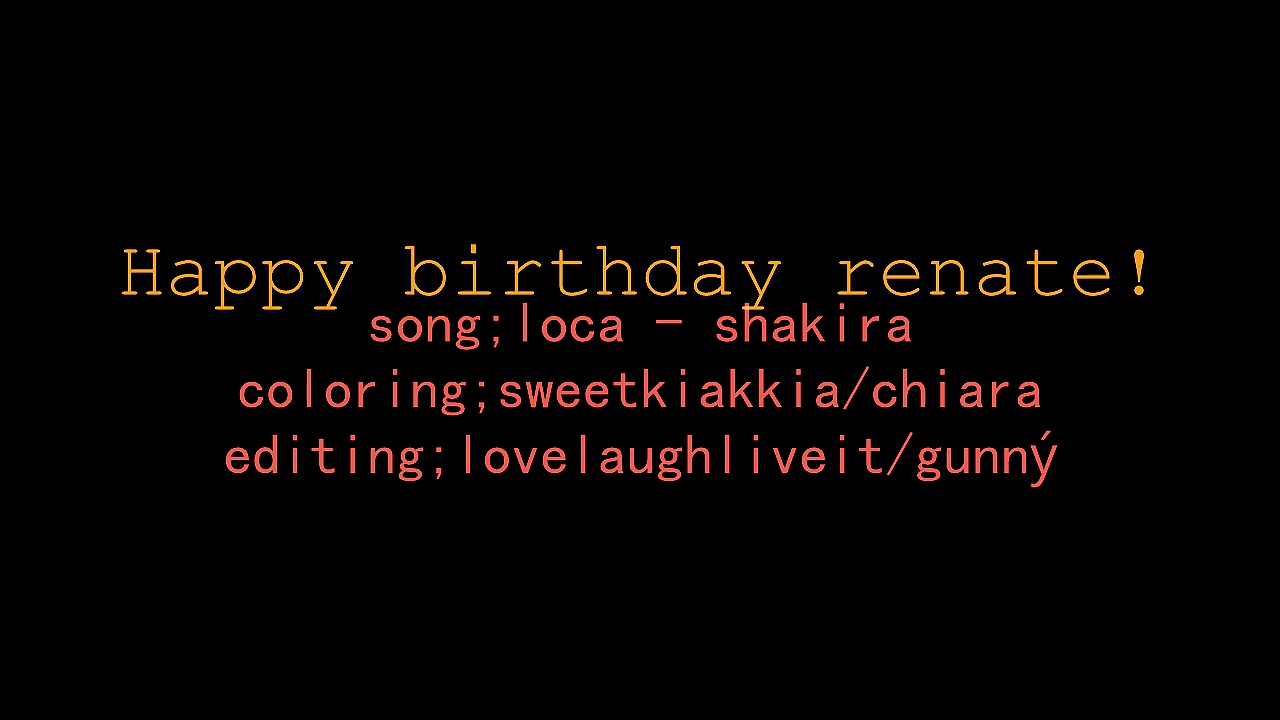 Happy birthday renate!
song;loca - shakira
coloring;sweetkiakkia/chiara
editing;lovelaughliveit/gunný